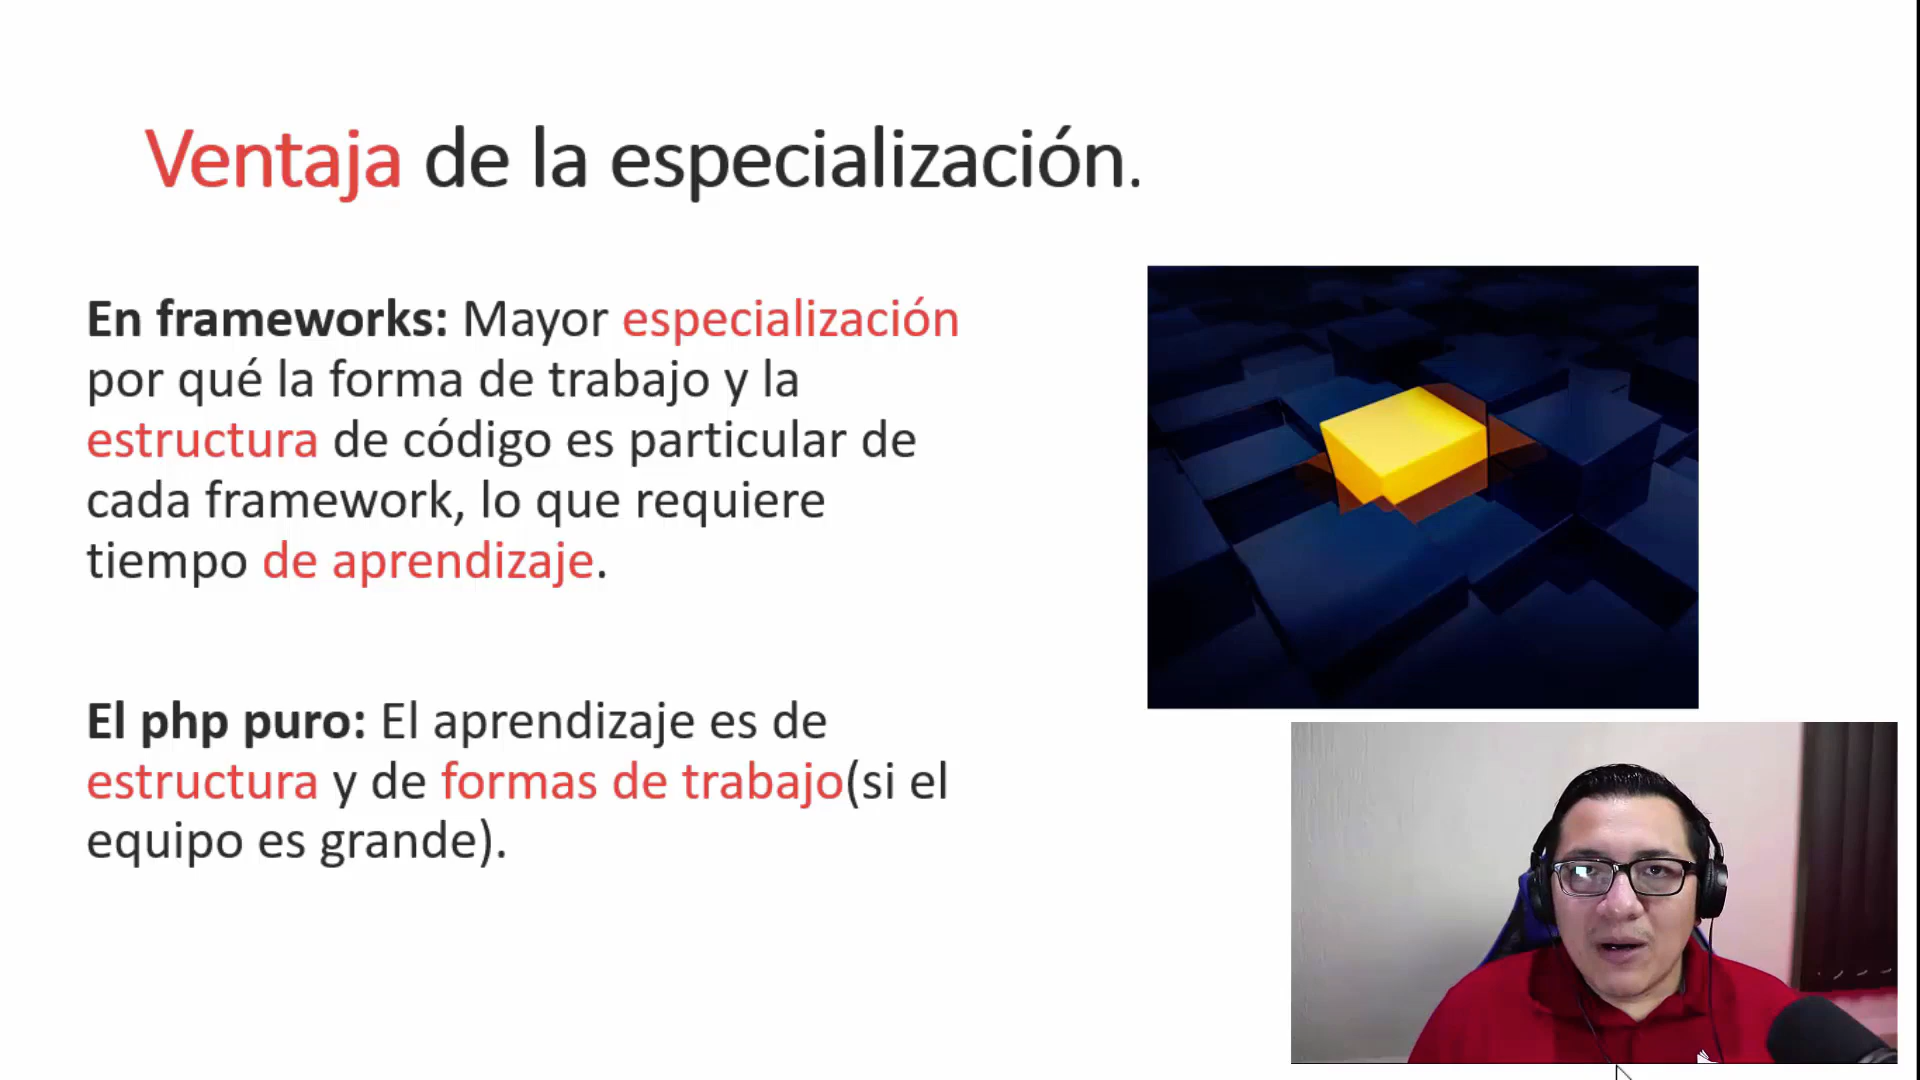 Ventaja de la especialización.
En frameworks: Mayor especialización
por qué la forma de trabajo y la
estructura de código es particular de
cada framework, lo que requiere
tiempo de aprendizaje.
El php puro: El aprendizaje es de
estructura y de formas de trabajo(si el
equipo es grande).